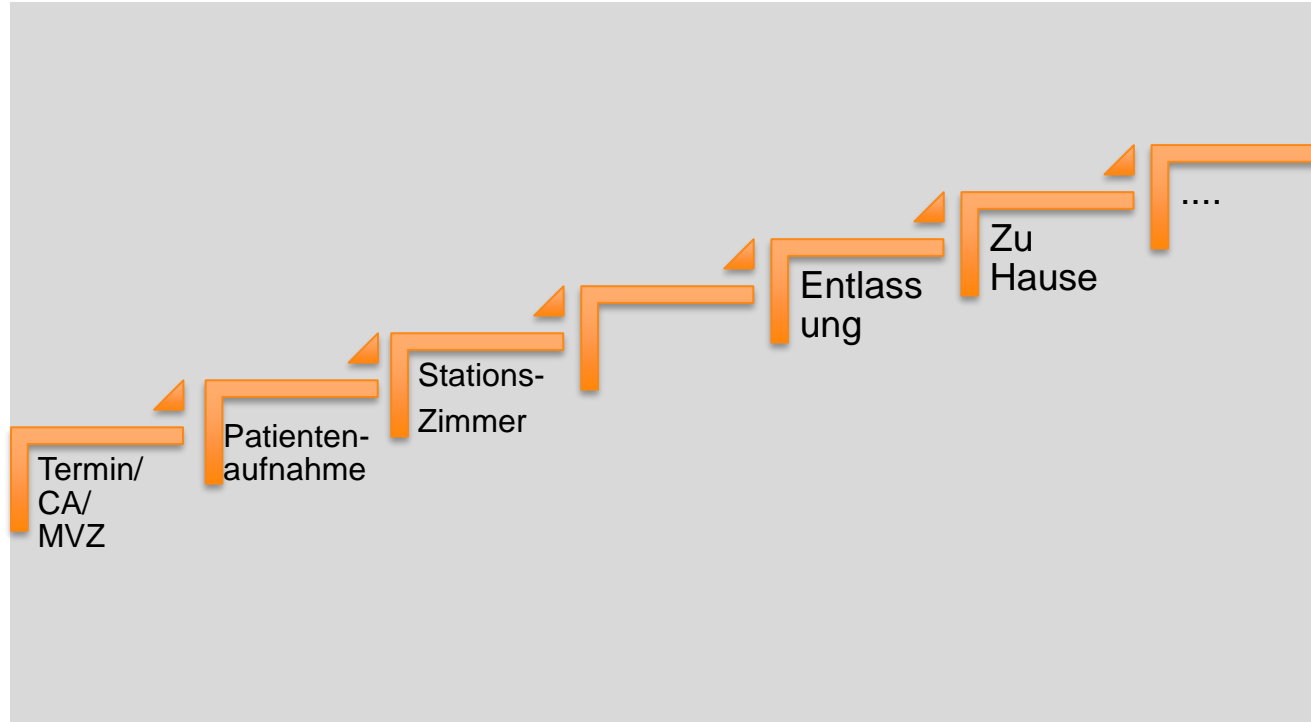 Termin/
CA/
MVZ
Patienten-
aufnahme
Stations-
Zimmer
Entlass
ung
Zu
Hause
....